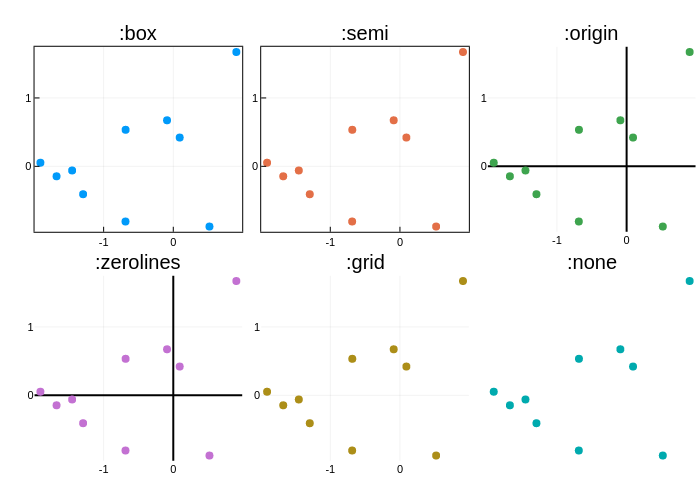 :box :semi :origin
1 1 1
0 0 0
-1 0 -1 0 -1 0
:zerolines :grid :none
1 1
0 0
-1 0 -1 0